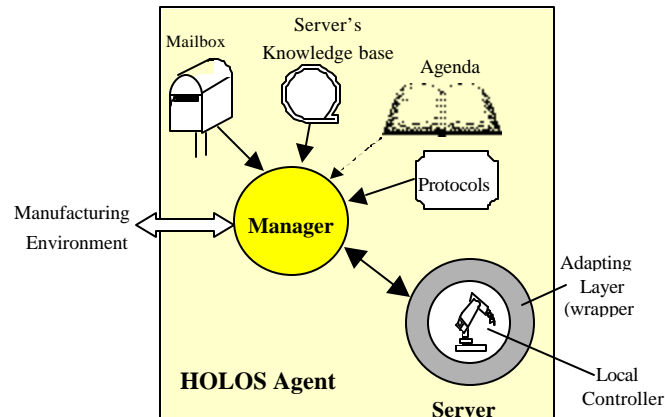 Mailbox
Server's
Knowledge base
Agenda
Protocols
Manufacturing
Environment
Manager
Adapting
Layer
(wrapper
Local
Controller
HOLOS Agent
Server